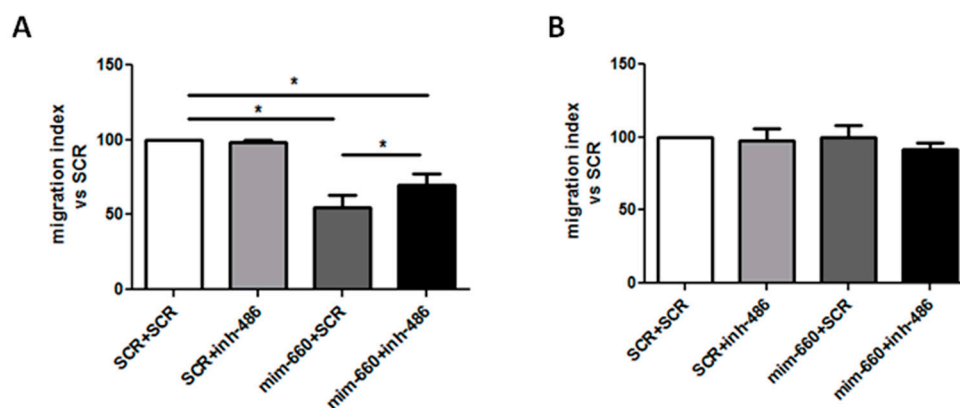 A
migration index
vs SCR
150
100
50
0
*
*
*
SCR+SCR
SCR+inh-486
mim-660+SCR
mim-660+inh-486
B
migration index
vs SCR
150
100
50
0
SCR+SCR
SCR+inh-486
mim-660+SCR
mim-660+inh-486